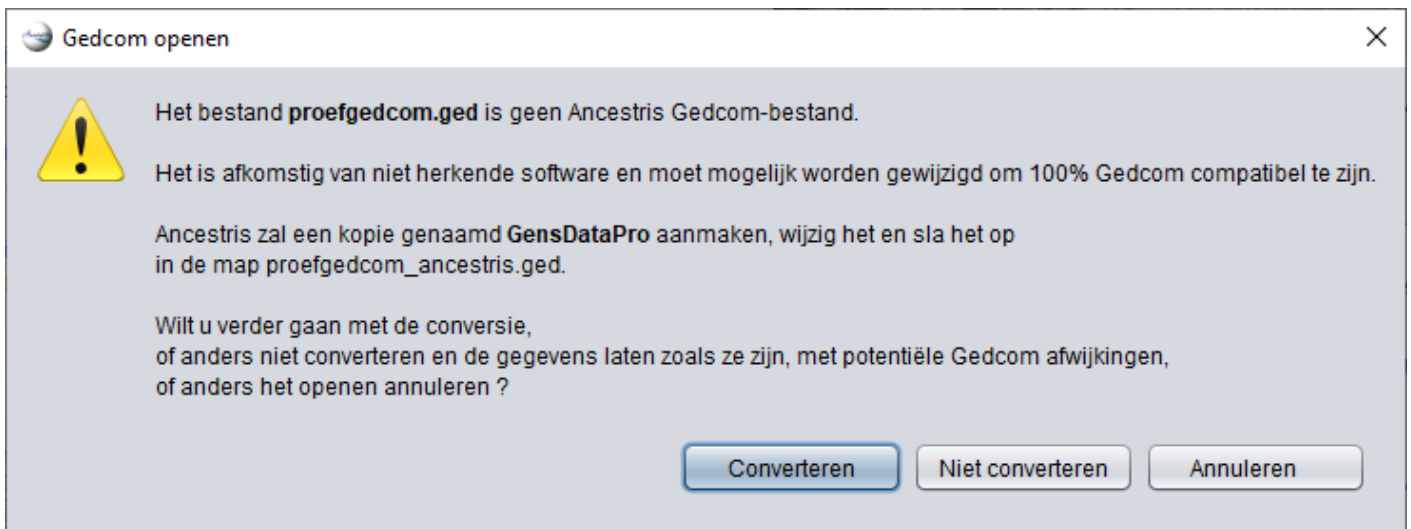 Gedcom openen
Het bestand proefgedcom.ged is geen Ancestris Gedcom-bestand.
Het is afkomstig van niet herkende software en moet mogelijk worden gewijzigd om 100% Gedcom compatibel te zijn.
Ancestris zal een kopie genaamd GensDataPro aanmaken, wijzig het en sla het op
in de map proefgedcom_ancestris.ged.
Wilt u verder gaan met de conversie,
of anders niet converteren en de gegevens laten zoals ze zijn, met potentiële Gedcom afwijkingen,
of anders het openen annuleren ?
Converteren Niet converteren Annuleren